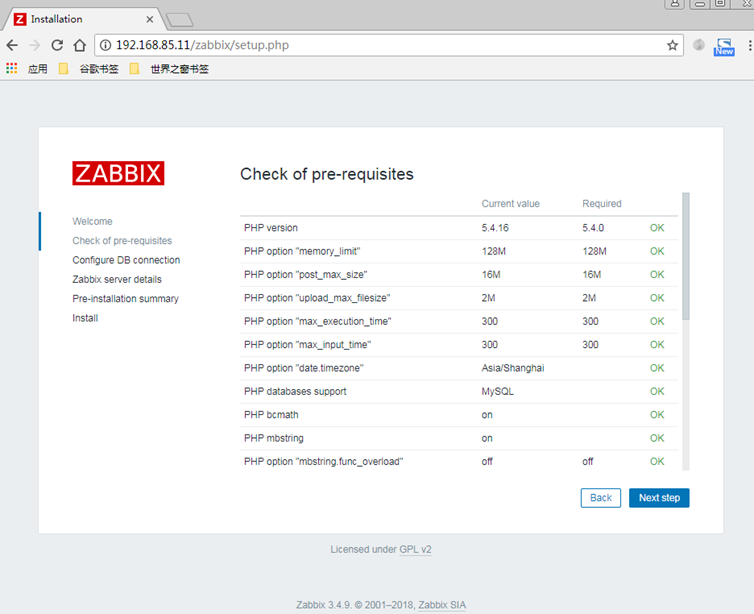 Installation
192.168.85.11/zabbix/setup.php
New
应用 谷歌书签 世界之窗书签
ZABBIX
Welcome
Check of pre-requisites
Configure DB connection
Zabbix server details
Pre-installation summary
Install
Check of pre-requisites
Current value Required
PHP version 5.4.16 5.4.0 OK
PHP option "memory_limit" 128M 128M OK
PHP option "post_max_size" 16M 16M OK
PHP option "upload_max_filesize" 2M 2M OK
PHP option "max_execution_time" 300 300 OK
PHP option "max_input_time" 300 300 OK
PHP option "date.timezone" Asia/Shanghai OK
PHP databases support MySQL OK
PHP bcmath on OK
PHP mbstring on OK
PHP option "mbstring.func_overload" off off OK
Back Next step
Licensed under GPL v2
Zabbix 3.4.9. © 2001–2018, Zabbix SIA